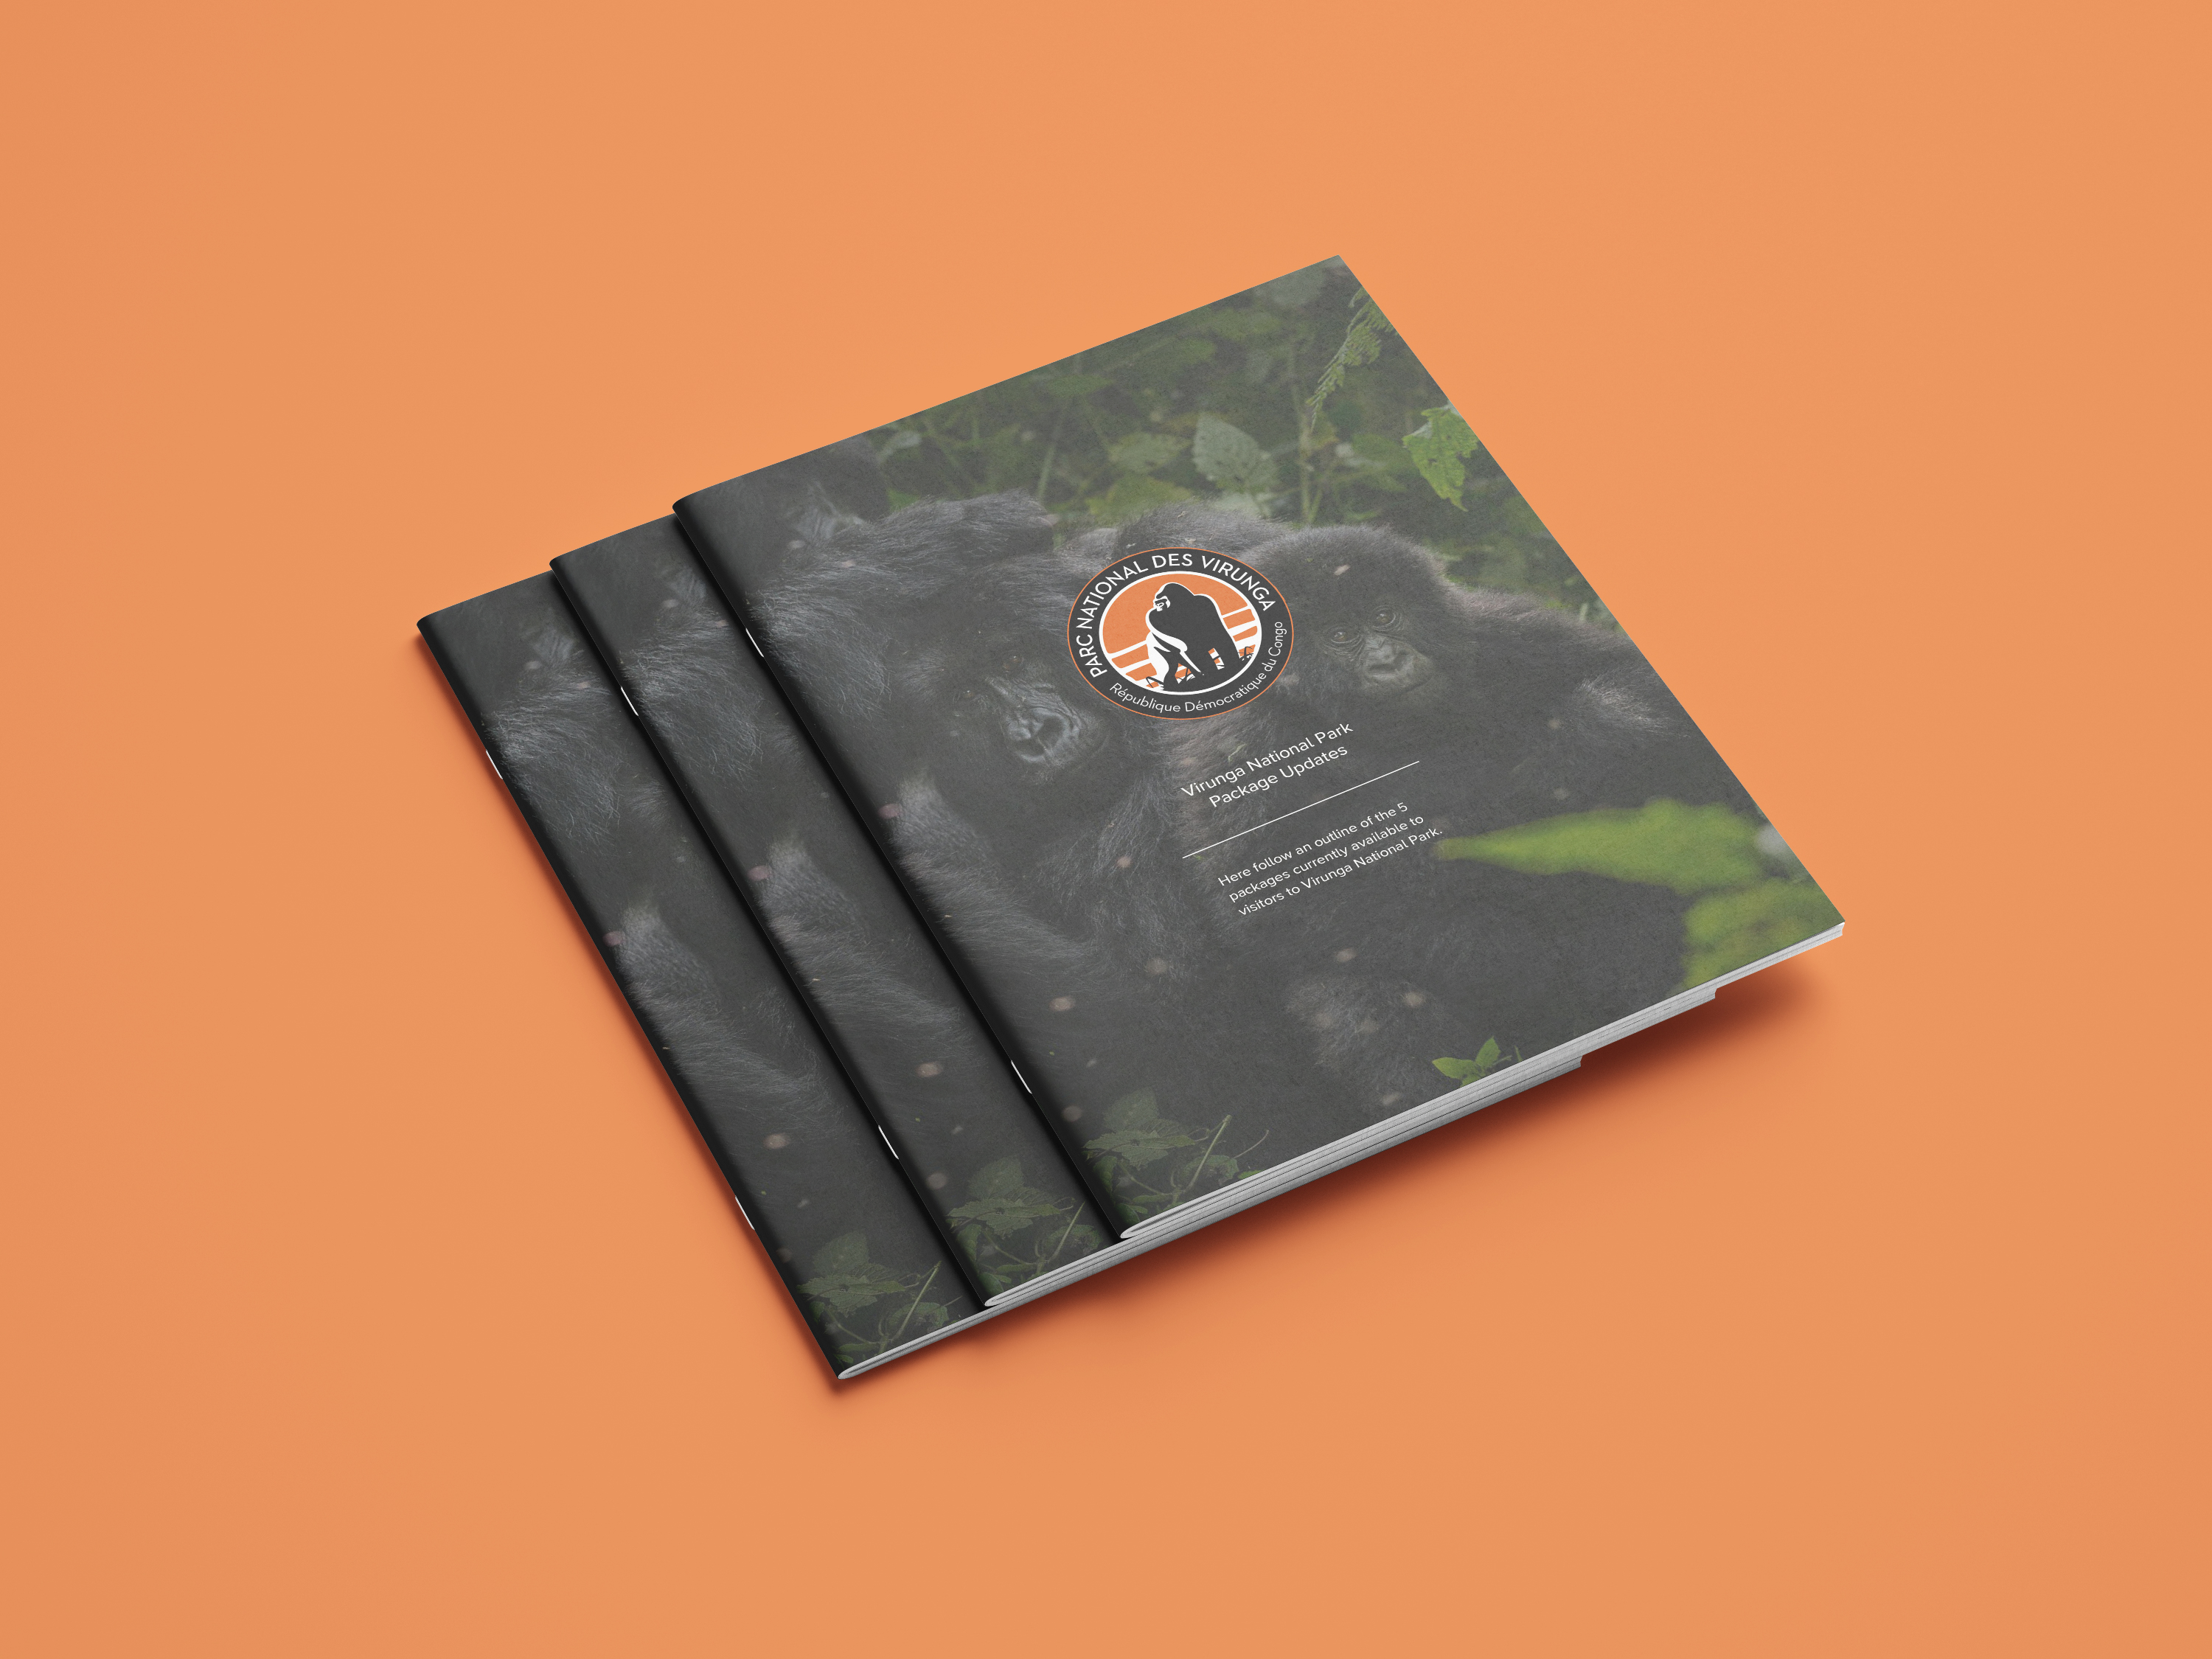 PARC NATIONAL DES VIRUNGA
République Démocratique du Congo
Virunga National Park
Package Updates
Here follow an outline of the 5
packages currently available to
visitors to Virunga National Park.